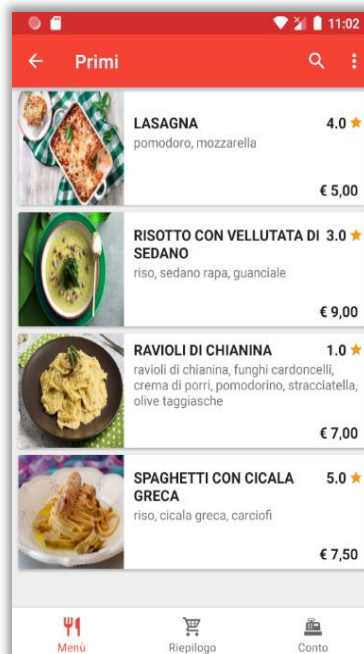 11:02
Primi
LASAGNA 4.0
pomodoro, mozzarella
€ 5,00
RISOTTO CON VELLUTATA DI 3.0
SEDANO
riso, sedano rapa, guanciale
€ 9,00
RAVIOLI DI CHIANINA 1.0
ravioli di chianina, funghi cardoncelli,
crema di porri, pomodorino, stracciatella,
olive taggiasche
€ 7,00
SPAGHETTI CON CICALA 5.0
GRECA
riso, cicala greca, carciofi
€ 7,50
Menù Riepilogo Conto